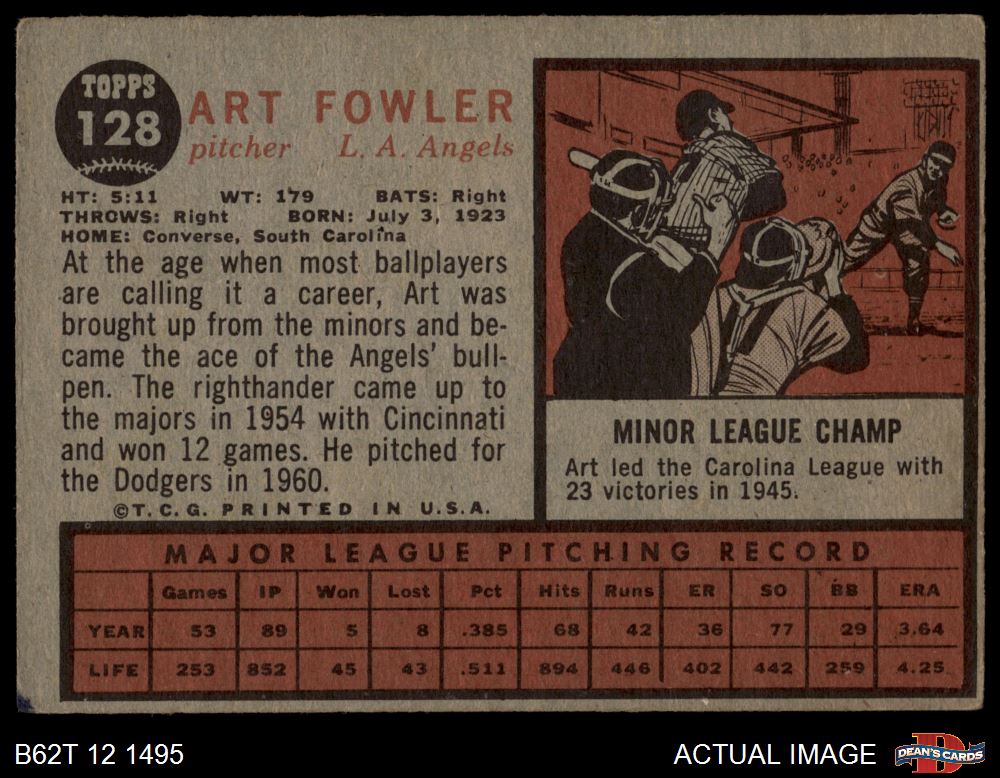 TOPPS
128
ART FOWLER
pitcher L. A. Angels
HT: 5:11 WT: 179 BATS: Right
THROWS: Right BORN: July 3, 1923
HOME: Converse, South Carolina
At the age when most ballplayers
are calling it a career, Art was
brought up from the minors and be-
came the ace of the Angels' bull-
pen. The righthander came up to
the majors in 1954 with Cincinnati
and won 12 games. He pitched for
the Dodgers in 1960.
©T. C. G. PRINTED IN U. S. A.
MINOR LEAGUE CHAMP
Art led the Carolina League with
23 victories in 1945.
MAJOR LEAGUE PITCHING RECORD
Games IP Won Lost Pct Hits Runs ER SO BB ERA
YEAR 53 89 5 8 .385 68 42 36 77 29 3.64
LIFE 253 852 45 43 .511 894 446 402 442 259 4.25
B62T 12 1495
ACTUAL IMAGE
DEAN'S CARDS